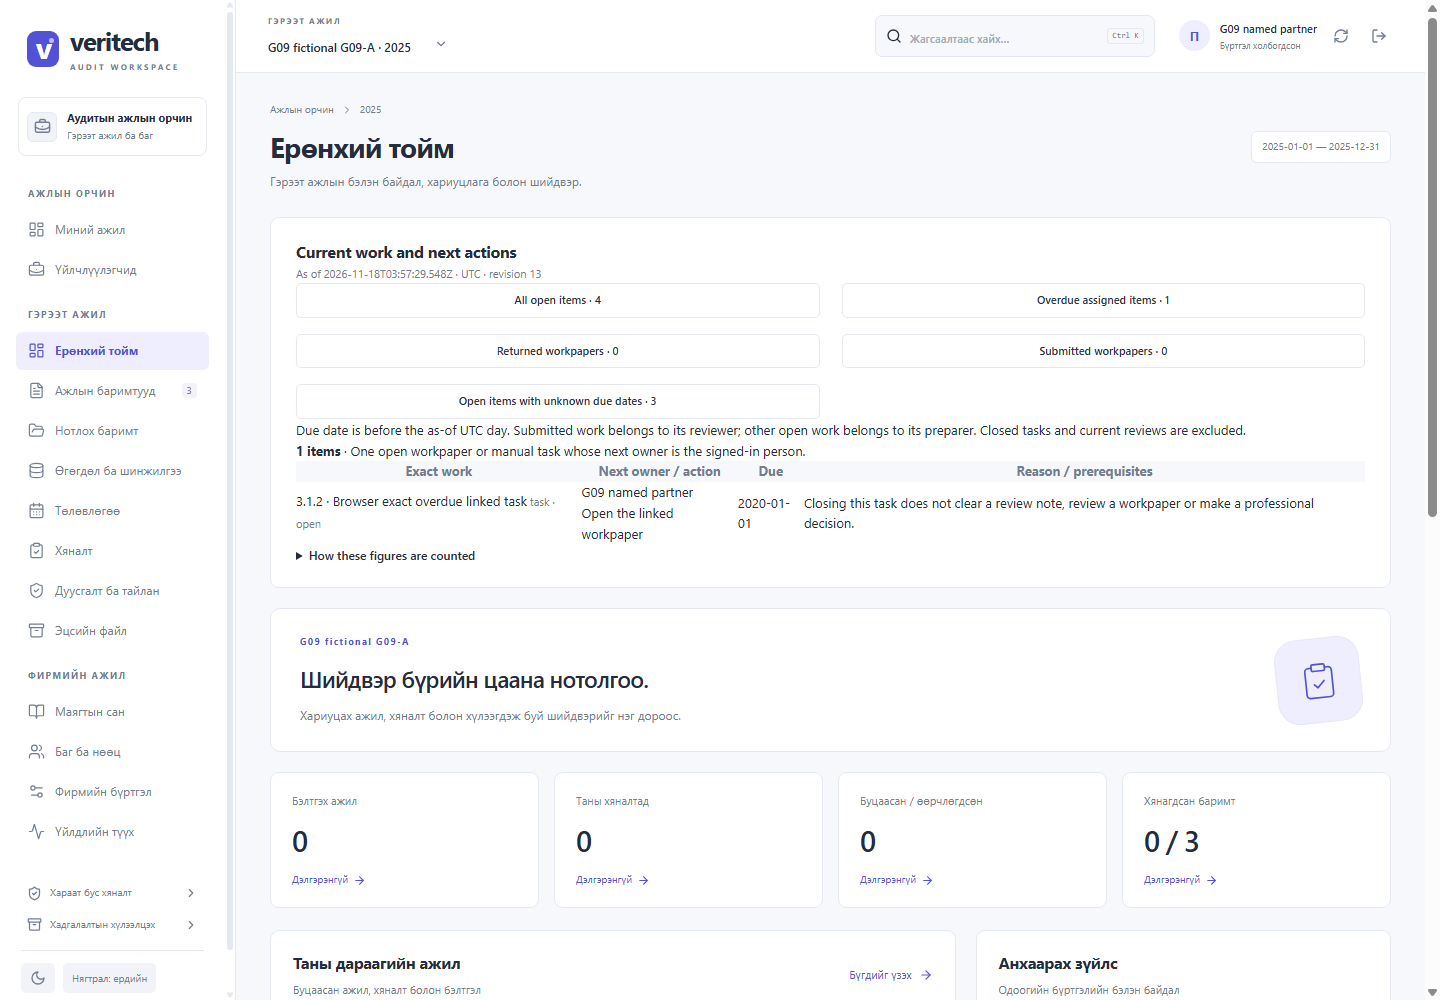 veritech
AUDIT WORKSPACE
Аудитын ажлын орчин
Гэрээт ажил ба баг
АЖЛЫН ОРЧИН
Миний ажил
Үйлчлүүлэгчид
ГЭРЭЭТ АЖИЛ
Ерөнхий тойм
Ажлын баримтууд 3
Нотлох баримт
Өгөгдөл ба шинжилгээ
Төлөвлөгөө
Хяналт
Дуусгалт ба тайлан
Эцсийн файл
ФИРМИЙН АЖИЛ
Маягтын сан
Баг ба нөөц
Фирмийн бүртгэл
Үйлдлийн түүх
Хараат бус хяналт
Хадгалалтын хүлээлцэх
Нягтрал: ердийн
ГЭРЭЭТ АЖИЛ
G09 fictional G09-A · 2025
Жагсаалтаас хайх...
Ctrl K
П
G09 named partner
Бүртгэл холбогдсон
Ажлын орчин > 2025
Ерөнхий тойм
2025-01-01 — 2025-12-31
Гэрээт ажлын бэлэн байдал, хариуцлага болон шийдвэр.
Current work and next actions
As of 2026-11-18T03:57:29.548Z · UTC · revision 13
All open items · 4
Overdue assigned items · 1
Returned workpapers · 0
Submitted workpapers · 0
Open items with unknown due dates · 3
Due date is before the as-of UTC day. Submitted work belongs to its reviewer; other open work belongs to its preparer. Closed tasks and current reviews are excluded.
1 items · One open workpaper or manual task whose next owner is the signed-in person.
Exact work Next owner / action Due Reason / prerequisites
3.1.2 · Browser exact overdue linked task task · open
G09 named partner
Open the linked workpaper
2020-01-01
Closing this task does not clear a review note, review a workpaper or make a professional decision.
How these figures are counted
G09 fictional G09-A
Шийдвэр бүрийн цаана нотолгоо.
Хариуцах ажил, хяналт болон хүлээгдэж буй шийдвэрийг нэг дороос.
Бэлтгэх ажил
0
Дэлгэрэнгүй
Таны хяналтад
0
Дэлгэрэнгүй
Буцаасан / өөрчлөгдсөн
0
Дэлгэрэнгүй
Хянагдсан баримт
0 / 3
Дэлгэрэнгүй
Таны дараагийн ажил
Бүгдийг үзэх
Буцаасан ажил, хяналт болон бэлтгэл
Анхаарах зүйлс
Одоогийн бүртгэлийн бэлэн байдал